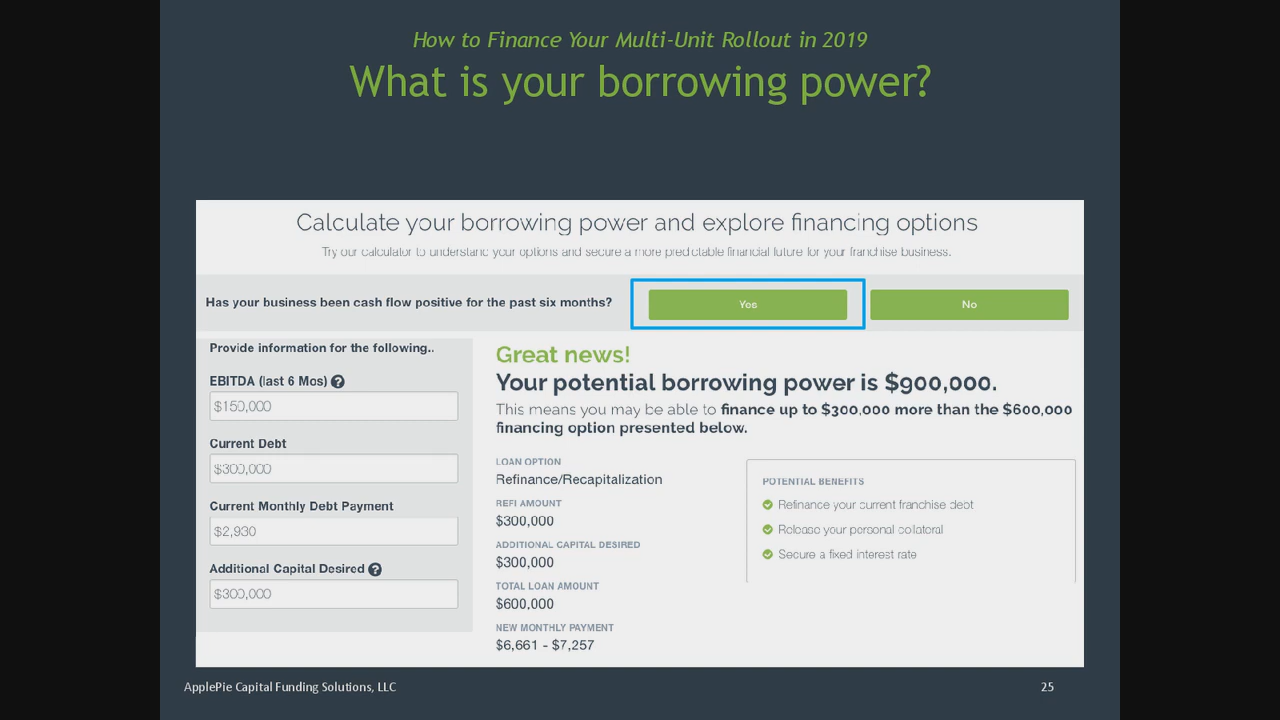 How to Finance Your Multi-Unit Rollout in 2019
What is your borrowing power?
Calculate your borrowing power and explore financing options
Try our calculator to understand your options and secure a more predictable financial future for your franchise business.
Has your business been cash flow positive for the past six months?
Yes
No
Provide information for the following..
EBITDA (last 6 Mos) ?
$150,000
Current Debt
$300,000
Current Monthly Debt Payment
$2,930
Additional Capital Desired ?
$300,000
Great news!
Your potential borrowing power is $900,000.
This means you may be able to finance up to $300,000 more than the $600,000
financing option presented below.
LOAN OPTION
Refinance/Recapitalization
REFI AMOUNT
$300,000
ADDITIONAL CAPITAL DESIRED
$300,000
TOTAL LOAN AMOUNT
$600,000
NEW MONTHLY PAYMENT
$6,661 - $7,257
POTENTIAL BENEFITS
Refinance your current franchise debt
Release your personal collateral
Secure a fixed interest rate
ApplePie Capital Funding Solutions, LLC
25